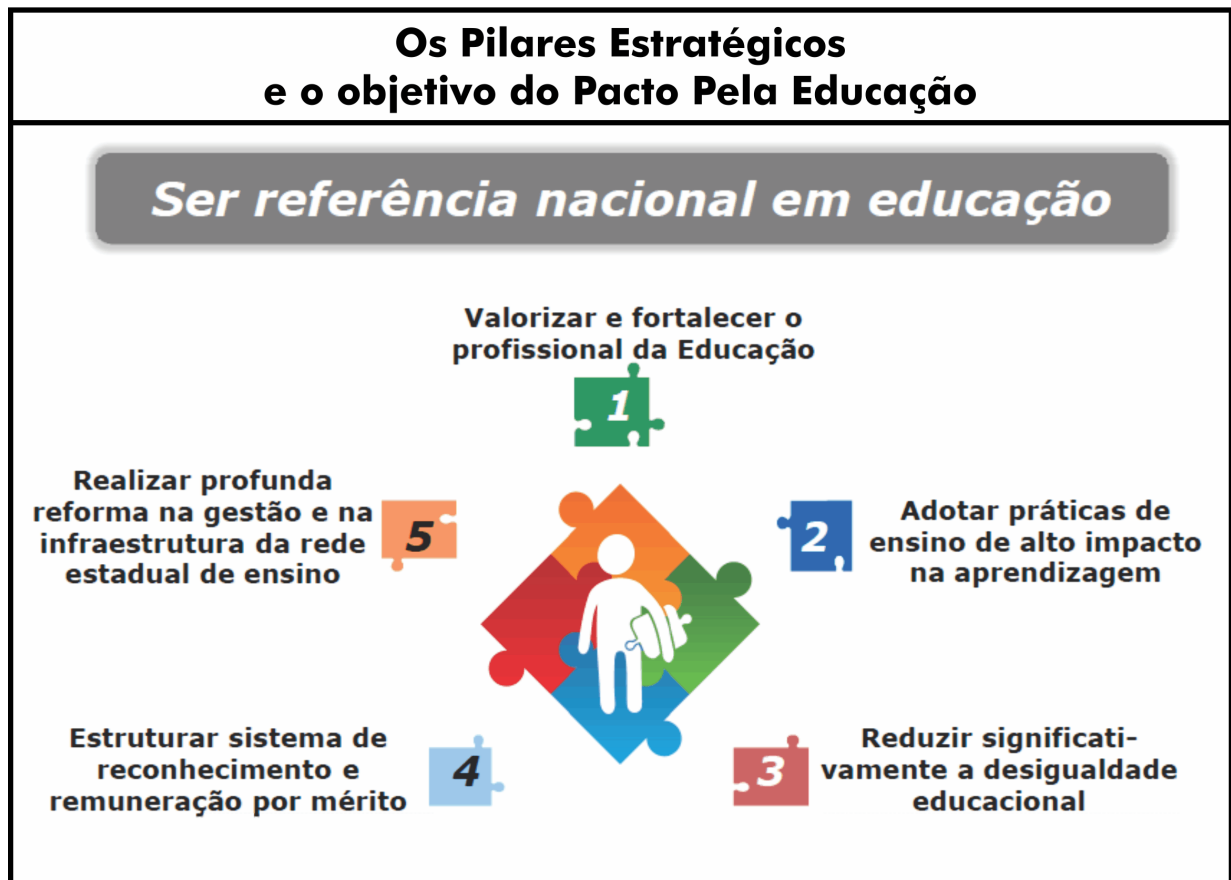 Os Pilares Estratégicos
e o objetivo do Pacto Pela Educação
Ser referência nacional em educação
Valorizar e fortalecer o
profissional da Educação
1
2
Adotar práticas de
ensino de alto impacto
na aprendizagem
3
Reduzir significati-
vamente a desigualdade
educacional
4
Estruturar sistema de
reconhecimento e
remuneração por mérito
5
Realizar profunda
reforma na gestão e na
infraestrutura da rede
estadual de ensino